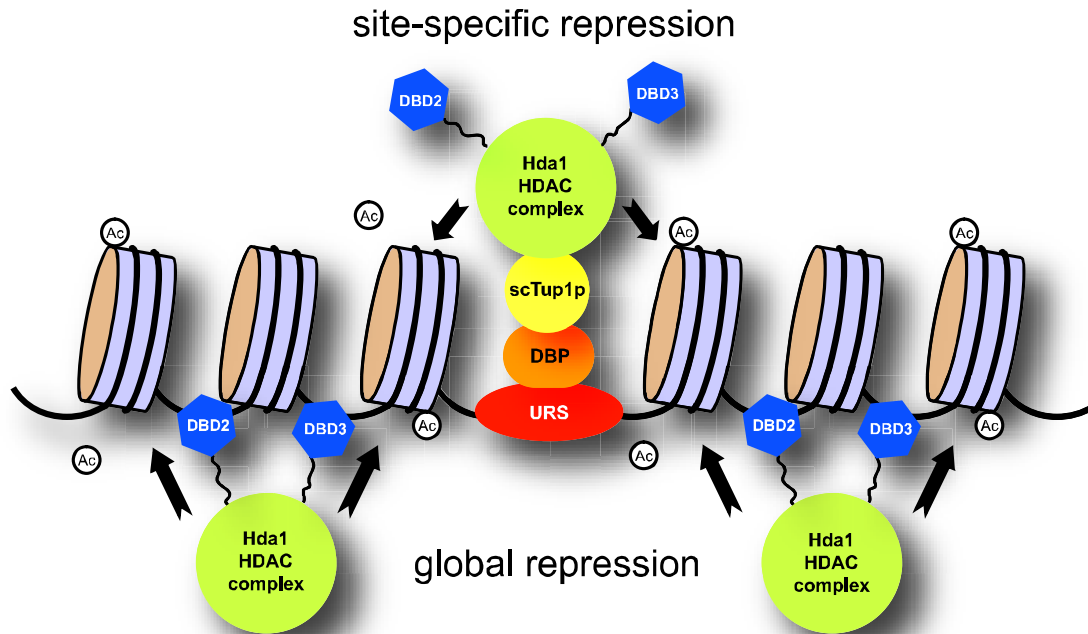 site-specific repression
DBD2
DBD3
Hda1
HDAC
complex
Ac
Ac
Ac
Ac
scTup1p
DBP
URS
DBD2
DBD3
Ac
DBD2
DBD3
Ac
Ac
Ac
Hda1
HDAC
complex
global repression
Hda1
HDAC
complex